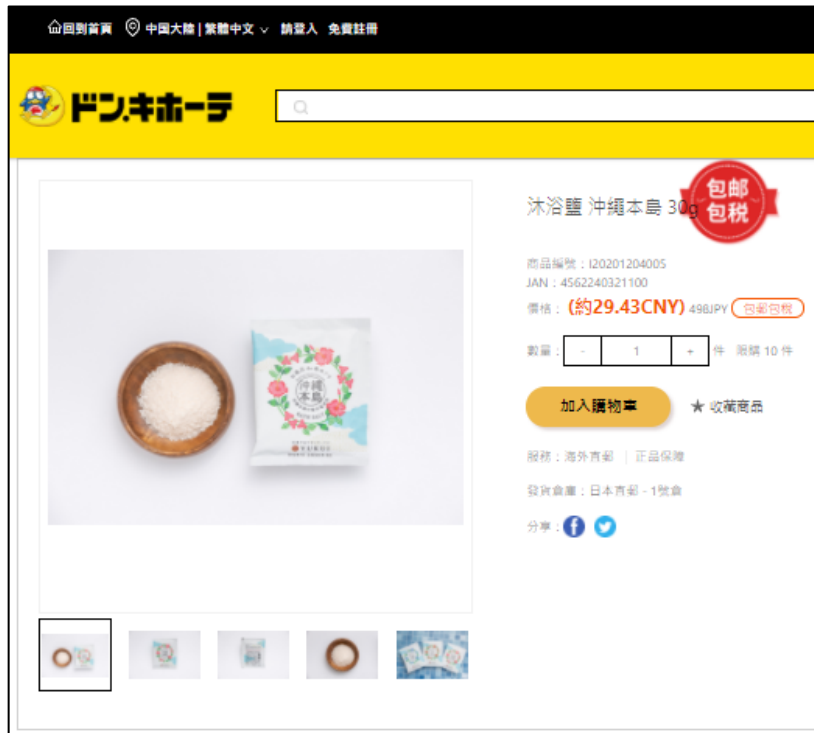 回到首頁 中国大陸 | 繁體中文 請登入 免費註冊
ドン.キホーテ
沐浴鹽 沖繩本島 30g
包邮
包税
商品編號：I20201204005
JAN：4562240321100
價格： (約29.43CNY) 498JPY 包郵包稅
數量： - 1 + 件 限購 10 件
加入購物車 ★ 收藏商品
服務：海外直郵 | 正品保障
發貨倉庫：日本直郵 - 1號倉
分享：
沖繩
本島